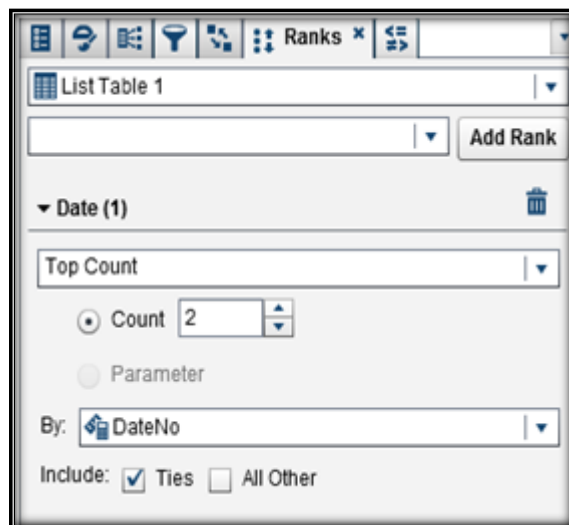 Ranks
List Table 1
Add Rank
Date (1)
Top Count
Count 2
Parameter
By: DateNo
Include: Ties All Other